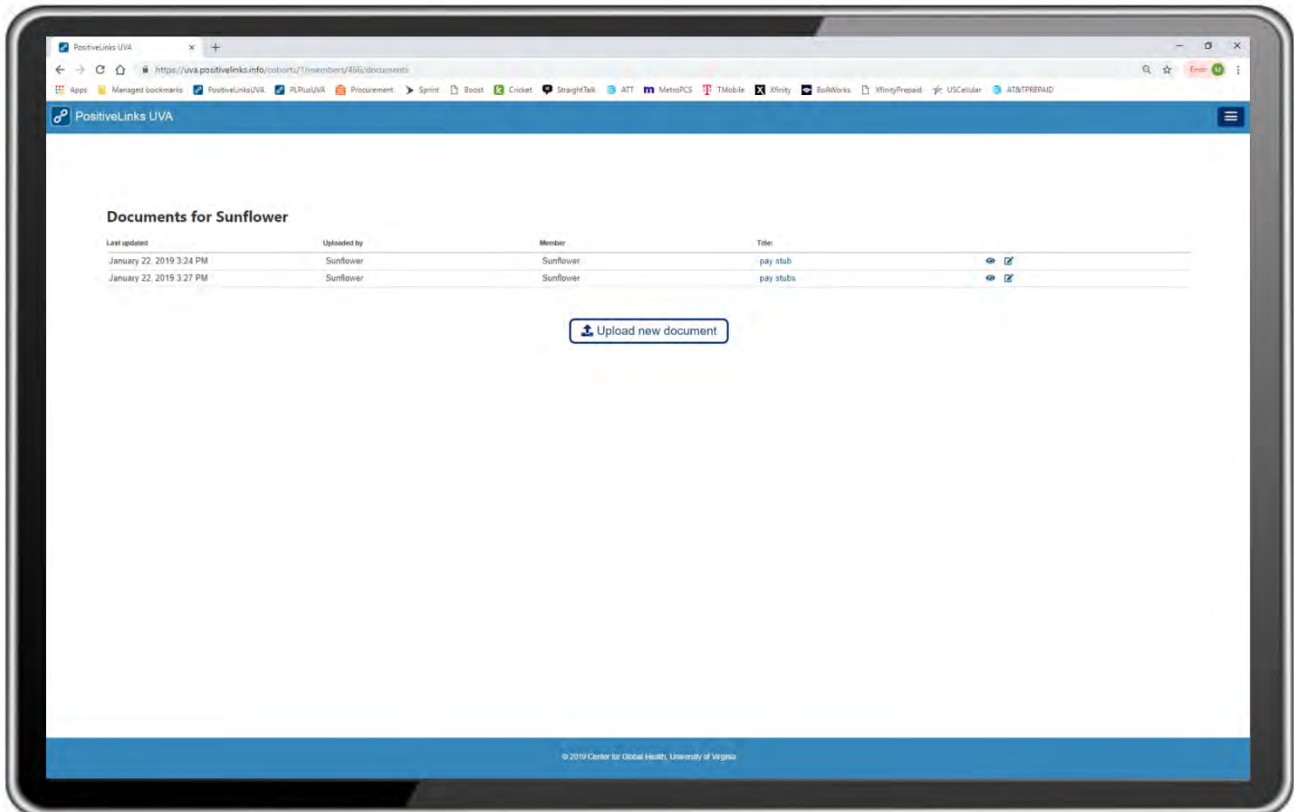 PositiveLinks UVA
https://uva.positivelinks.info/cohorts/1/members/466/documents Error M
Apps Managed bookmarks PositiveLinksUVA PLPlusUVA Procurement Sprint Boost Cricket StraightTalk ATT MetroPCS TMobile Xfinity BoAWorks XfinityPrepaid USCellular AT&TPREPAID
PositiveLinks UVA
Documents for Sunflower
Last updated Uploaded by Member Title:
January 22, 2019 3:24 PM Sunflower Sunflower pay stub
January 22, 2019 3:27 PM Sunflower Sunflower pay stubs
Upload new document
© 2019 Center for Global Health, University of Virginia